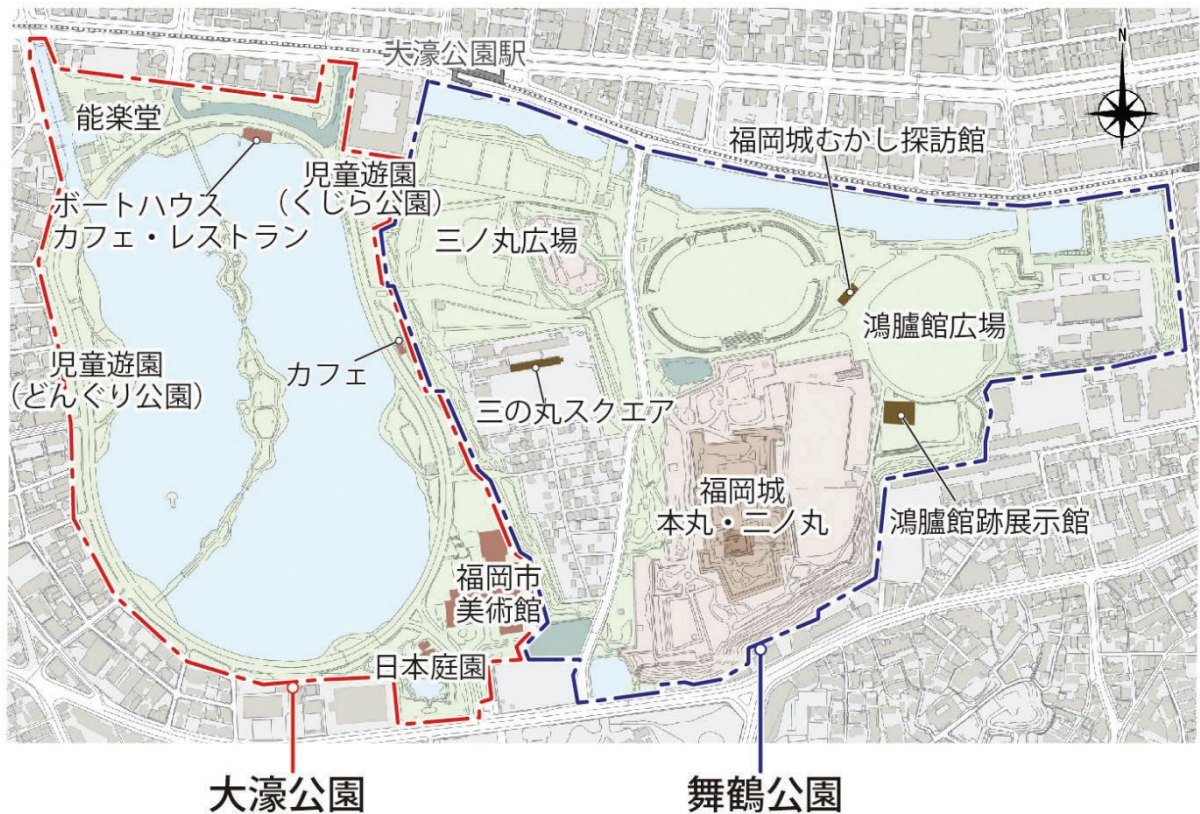 大濠公園駅
N
能楽堂
福岡城むかし探訪館
児童遊園
(くじら公園)
ボートハウス
カフェ・レストラン
三ノ丸広場
鴻臚館広場
児童遊園
(どんぐり公園)
カフェ
三の丸スクエア
福岡城
本丸・二ノ丸
鴻臚館跡展示館
福岡市
美術館
日本庭園
大濠公園
舞鶴公園